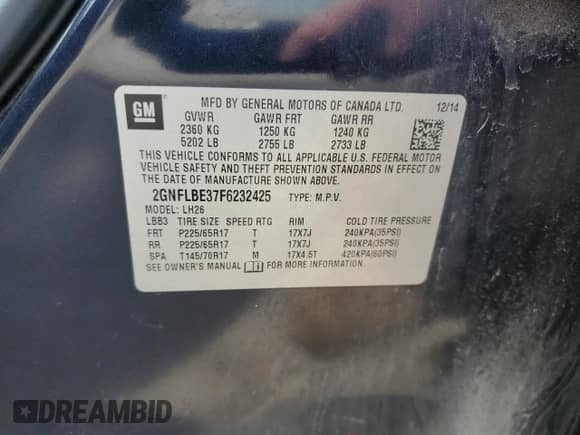 GM
MFD BY GENERAL MOTORS OF CANADA LTD. 12/14
GVWR GAWR FRT GAWR RR
2360 KG 1250 KG 1240 KG
5202 LB 2755 LB 2733 LB
THIS VEHICLE CONFORMS TO ALL APPLICABLE U.S. FEDERAL MOTOR
VEHICLE SAFETY AND THEFT PREVENTION STANDARDS IN EFFECT ON
THE DATE OF MANUFACTURE SHOWN ABOVE.
2GNFLBE37F6232425 TYPE: M.P.V.
MODEL: LH26
LBB3 TIRE SIZE SPEED RTG RIM COLD TIRE PRESSURE
FRT P225/65R17 T 17X7J 240KPA(35PSI)
RR P225/65R17 T 17X7J 240KPA(35PSI)
SPA T145/70R17 M 17X4.5T 420KPA(60PSI)
SEE OWNER'S MANUAL i FOR MORE INFORMATION.
DREAMBID